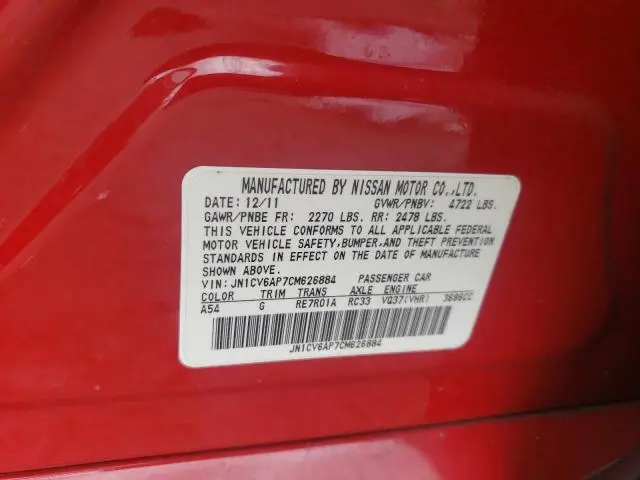 MANUFACTURED BY NISSAN MOTOR CO.,LTD.
DATE: 12/11 GVWR/PNBV: 4722 LBS.
GAWR/PNBE FR: 2270 LBS. RR: 2478 LBS.
THIS VEHICLE CONFORMS TO ALL APPLICABLE FEDERAL
MOTOR VEHICLE SAFETY,BUMPER,AND THEFT PREVENTION
STANDARDS IN EFFECT ON THE DATE OF MANUFACTURE
SHOWN ABOVE.
VIN: JN1CV6AP7CM626884 PASSENGER CAR
COLOR TRIM TRANS AXLE ENGINE
A54 G RE7R01A RC33 VQ37(VHR) 3696CC
JN1CV6AP7CM626884